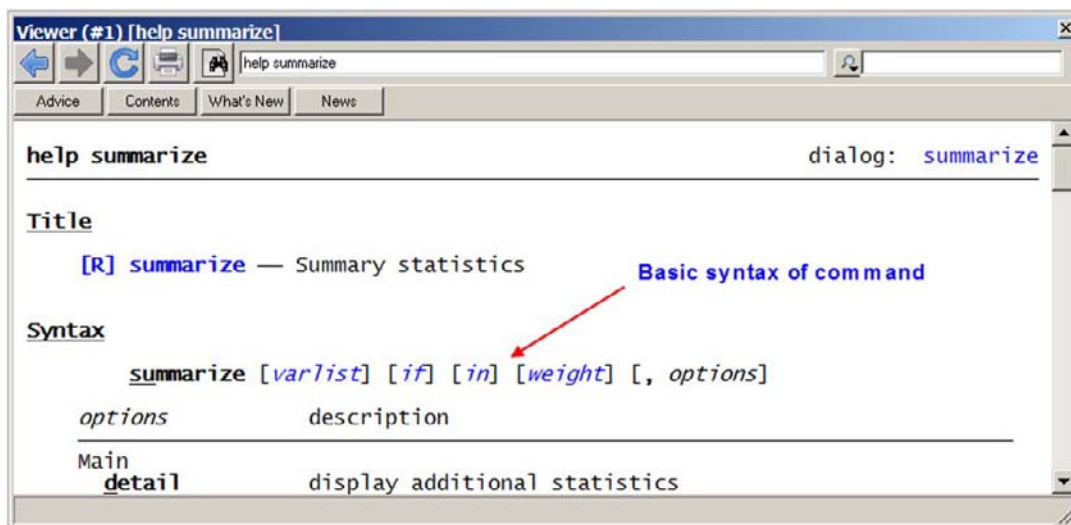 Viewer (#1) [help summarize]
help summarize
Advice Contents What's New News
help summarize dialog: summarize
Title
[R] summarize — Summary statistics
Basic syntax of command
Syntax
summarize [varlist] [if] [in] [weight] [, options]
options description
Main
detail display additional statistics